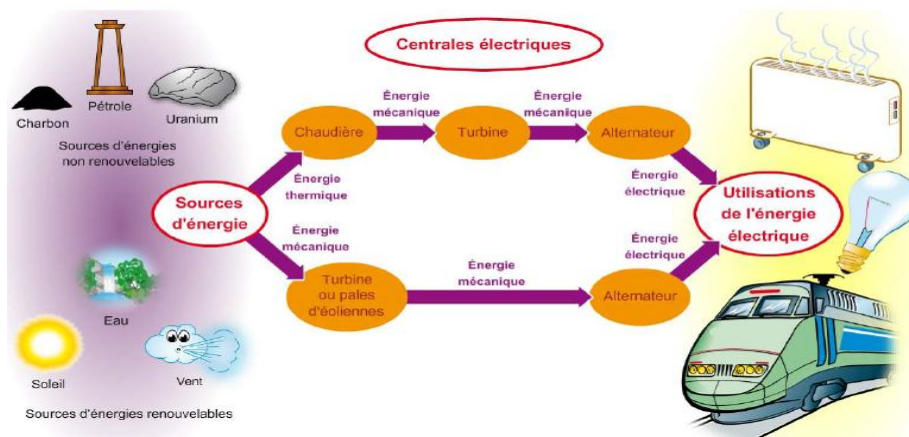 Centrales électriques
Charbon
Pétrole
Uranium
Sources d'énergies
non renouvelables
Sources
d'énergie
Énergie
thermique
Chaudière
Énergie
mécanique
Turbine
Énergie
mécanique
Alternateur
Énergie
électrique
Énergie
mécanique
Turbine
ou pales
d'éoliennes
Énergie
mécanique
Alternateur
Énergie
électrique
Utilisations
de l'énergie
électrique
Eau
Soleil
Vent
Sources d'énergies renouvelables